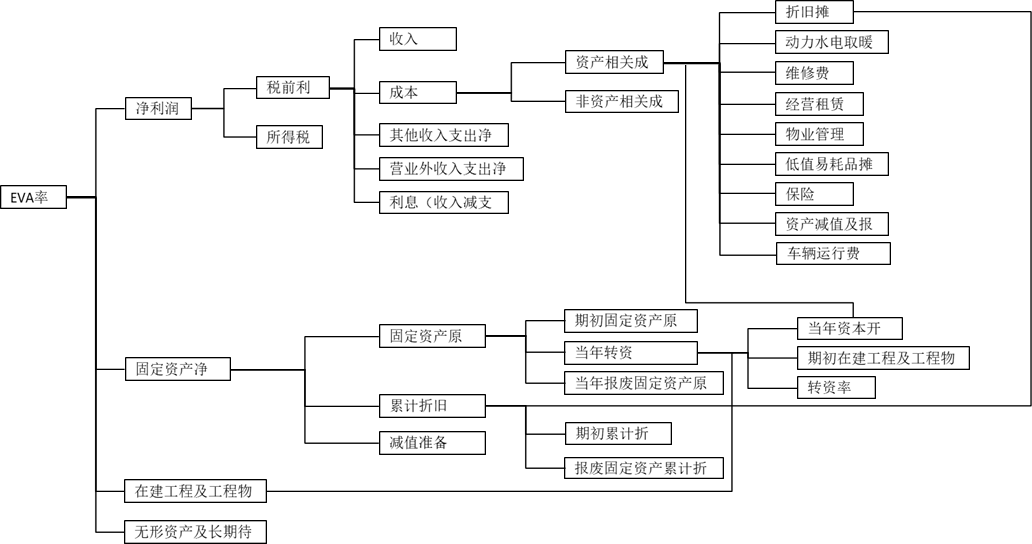 EVA率
净利润
税前利
所得税
收入
成本
其他收入支出净
营业外收入支出净
利息（收入减支
资产相关成
非资产相关成
折旧摊
动力水电取暖
维修费
经营租赁
物业管理
低值易耗品摊
保险
资产减值及报
车辆运行费
固定资产净
固定资产原
累计折旧
减值准备
期初固定资产原
当年转资
当年报废固定资产原
当年资本开
期初在建工程及工程物
转资率
期初累计折
报废固定资产累计折
在建工程及工程物
无形资产及长期待